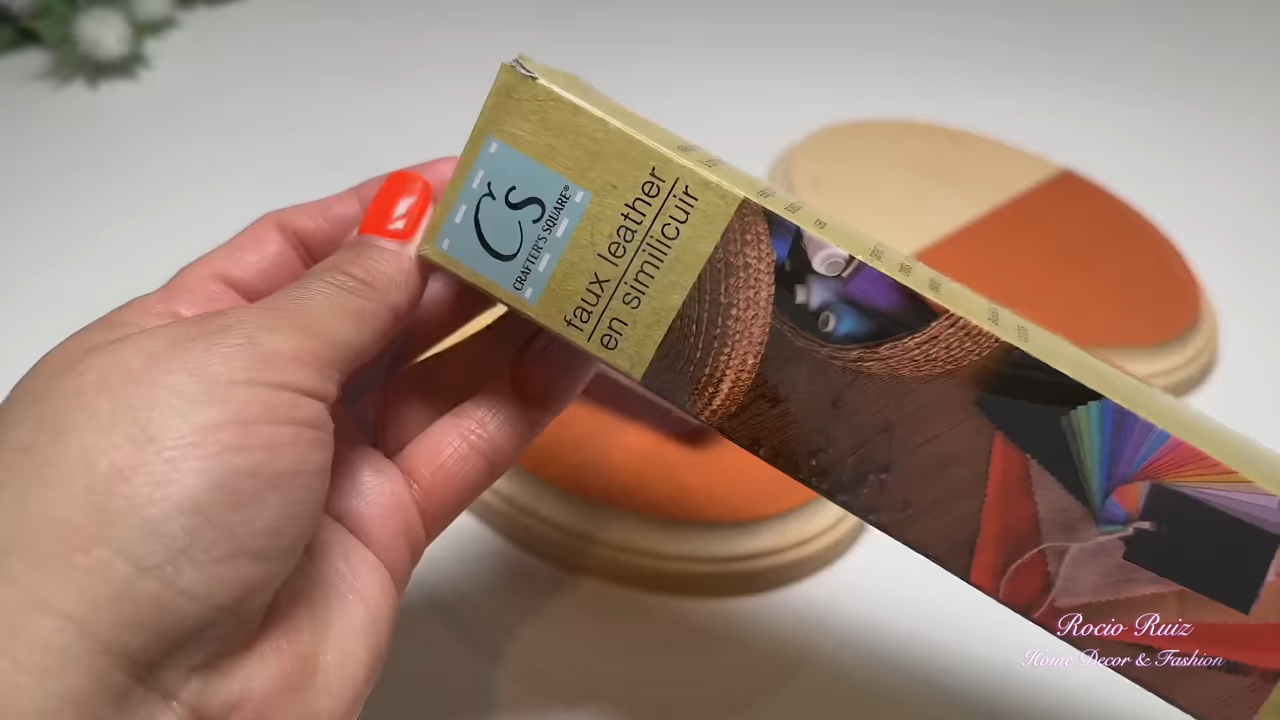 Cs
CRAFTER'S SQUARE®
faux leather
en similicuir
Rocio Ruiz
Home Decor & Fashion